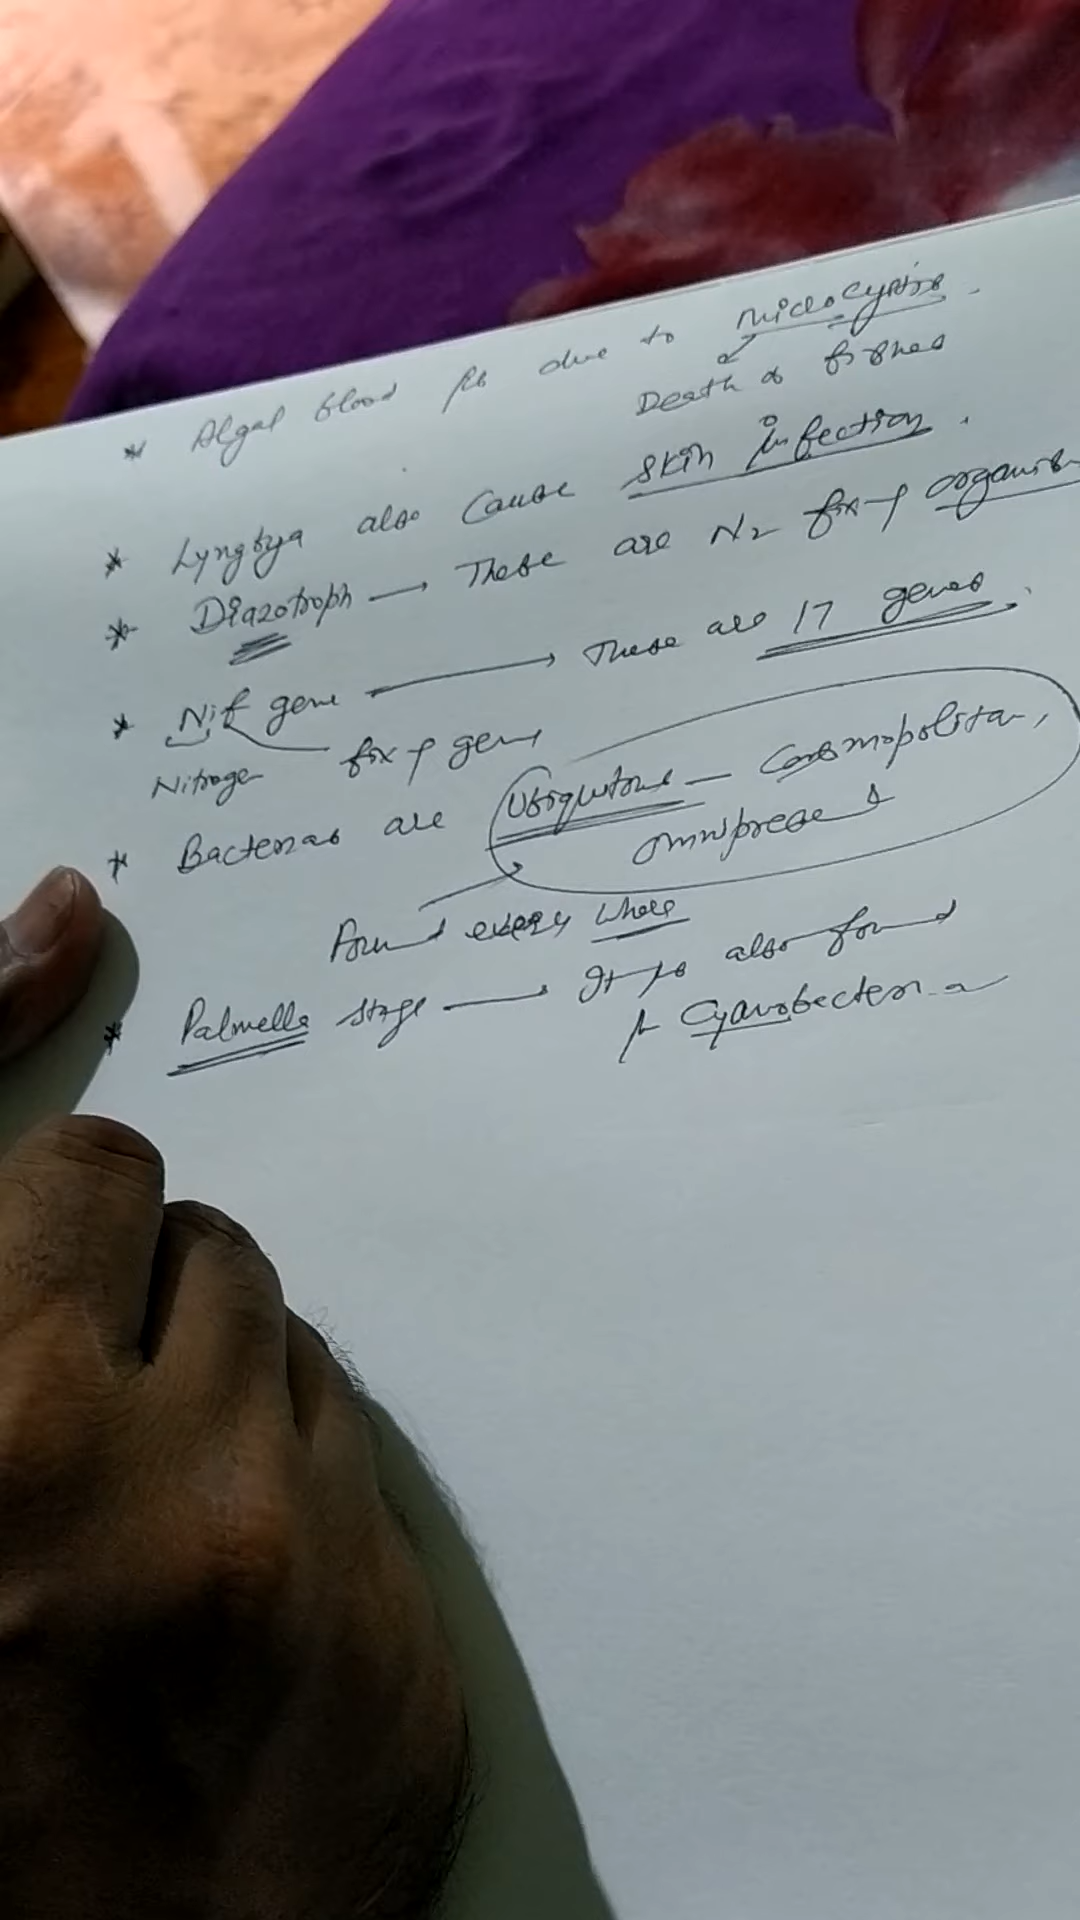 * Algal blood is due to microcystis.
Death of fishes
* Lyngbya also cause skin infection.
* Diazotroph → These are N2 fix organism
* Nif gene → These are 17 genes.
Nitrogen fix gene
* Bacterias are Ubiquitous — Cosmopolitan,
omnipresent
Found every where
* Palmella stage → It is also found
in Cyanobacteria